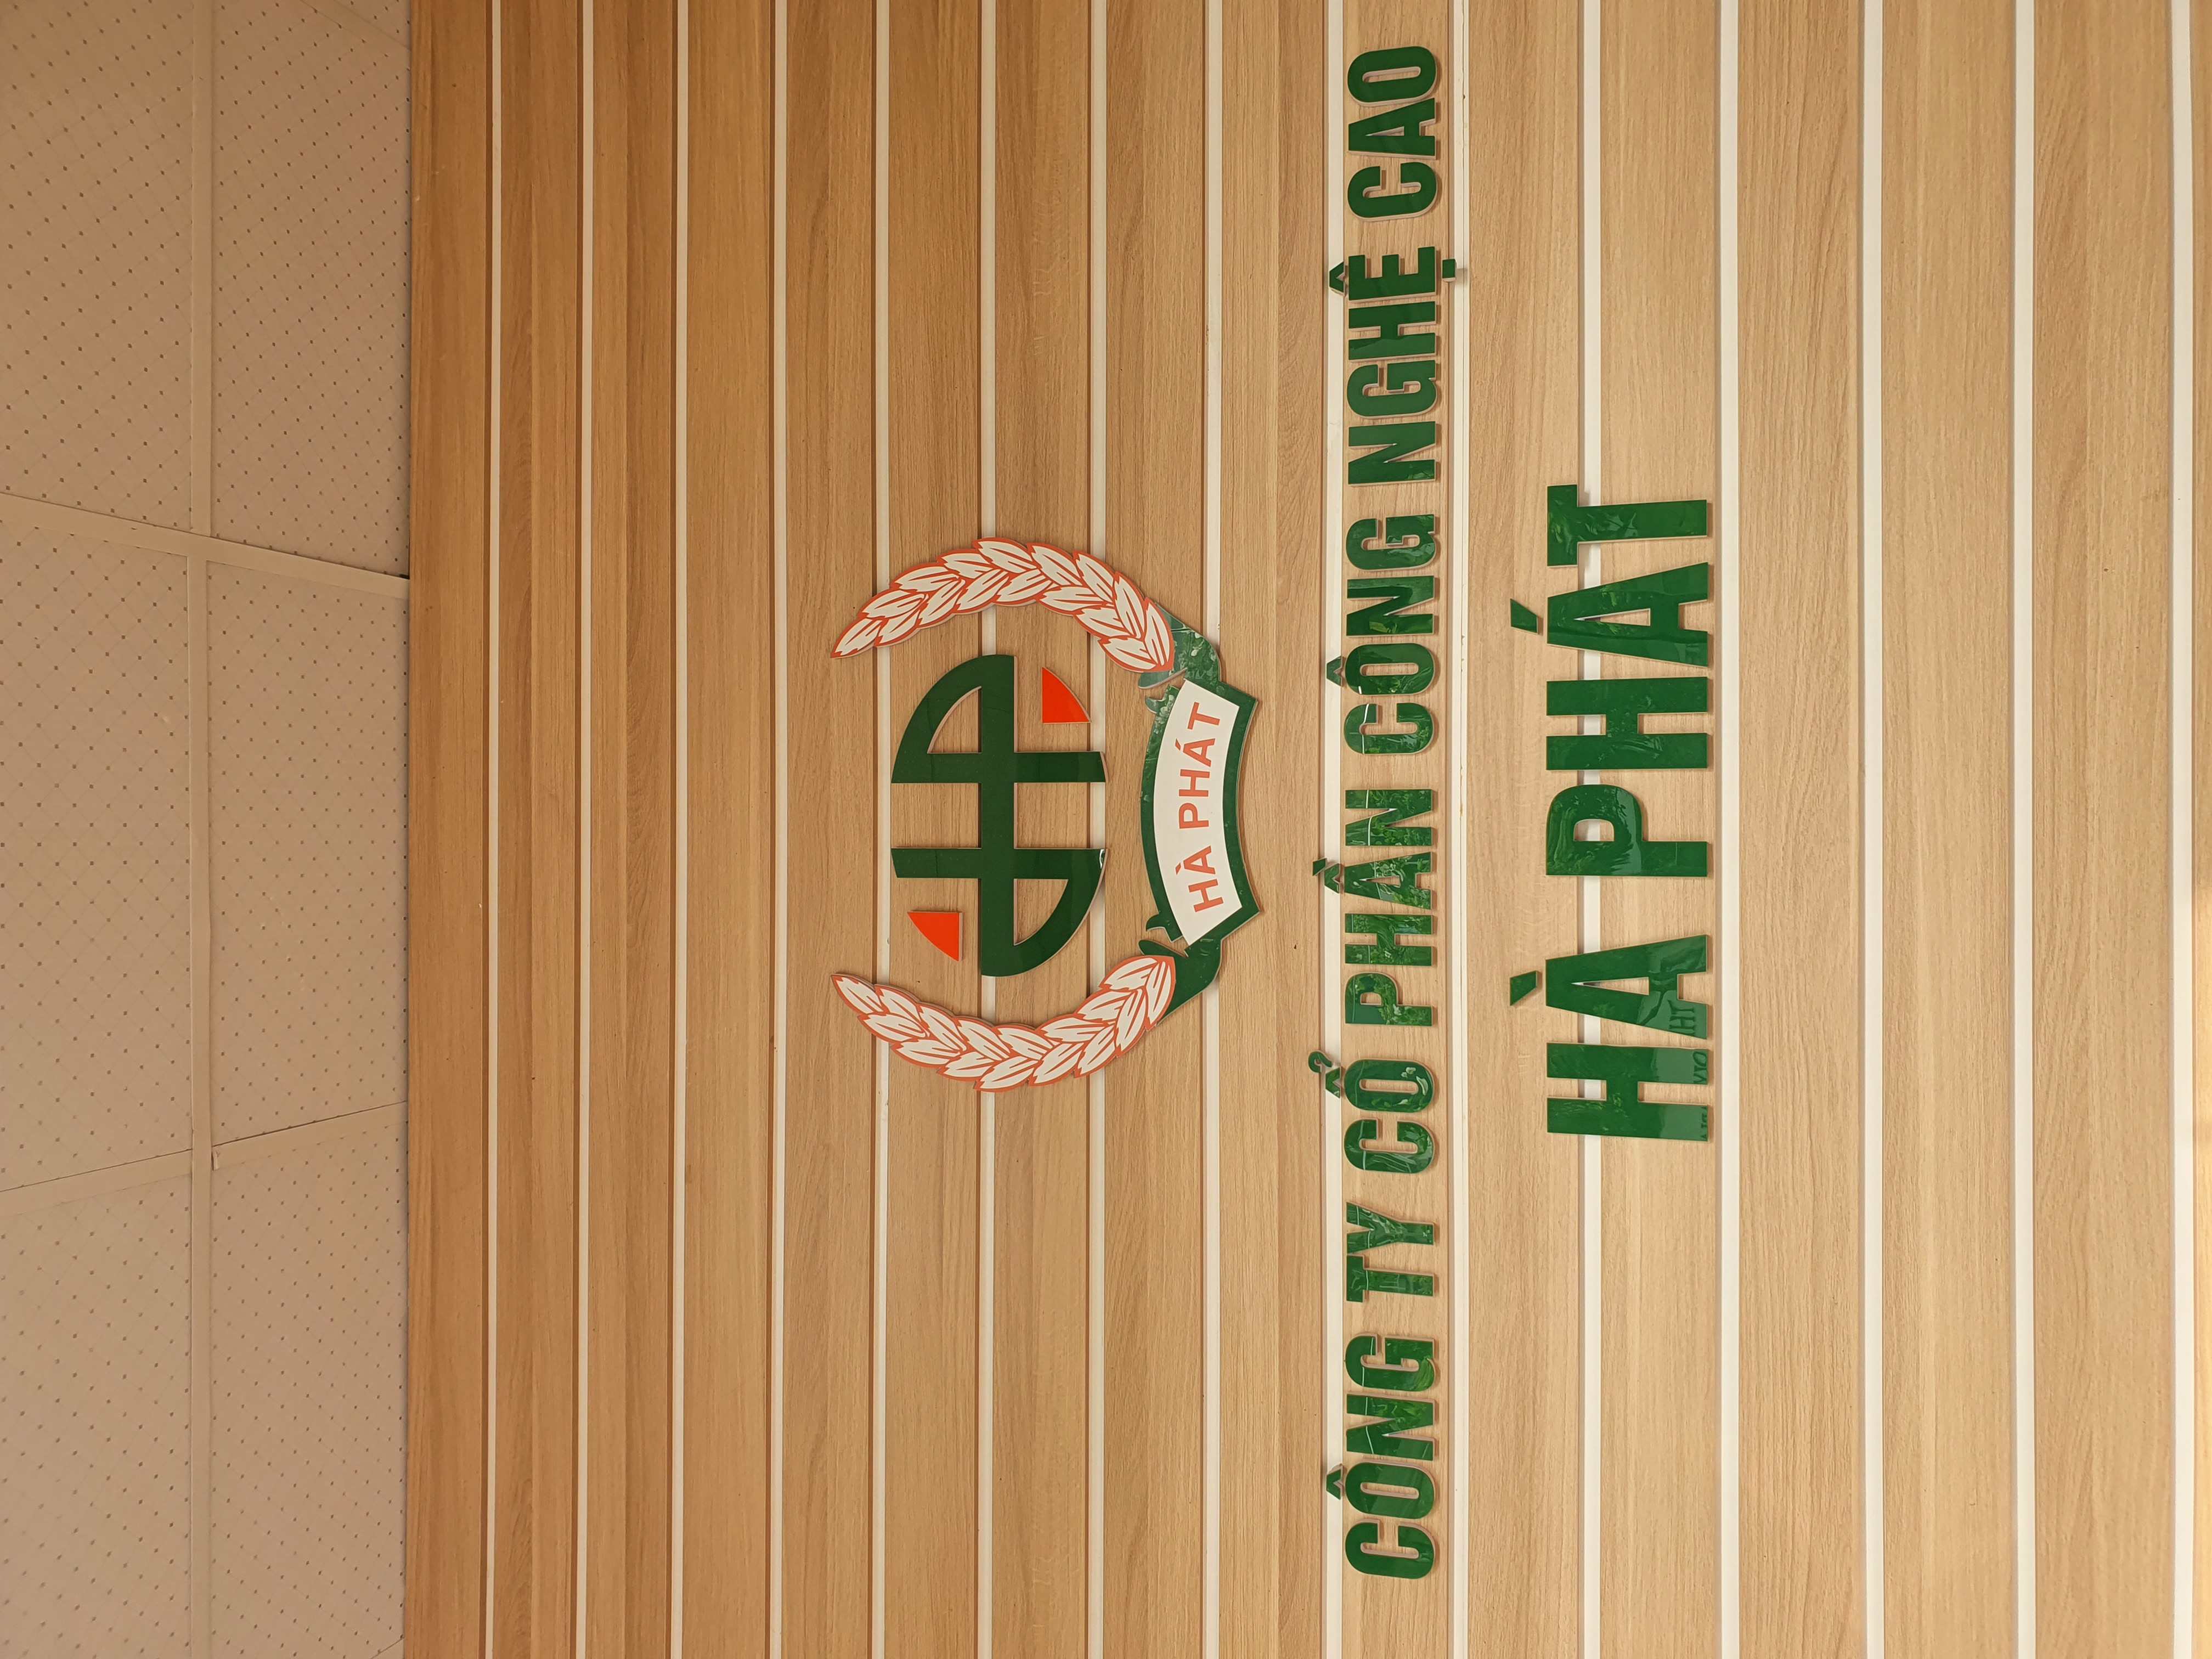 HÀ PHÁT
CÔNG TY CỔ PHẦN CÔNG NGHỆ CAO
HÀ PHÁT